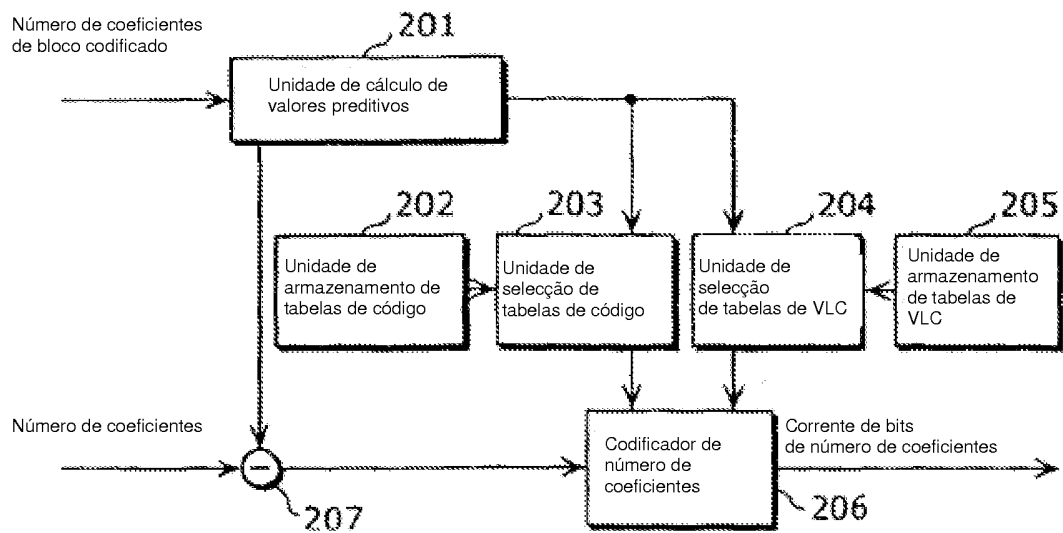 Número de coeficientes
de bloco codificado
201
Unidade de cálculo de
valores preditivos
202
203
204
205
Unidade de
armazenamento de
tabelas de código
Unidade de
selecção de
tabelas de código
Unidade de
selecção
de tabelas de VLC
Unidade de
armazenamento
de tabelas de
VLC
Número de coeficientes
207
Codificador de
número de
coeficientes
206
Corrente de bits
de número de coeficientes